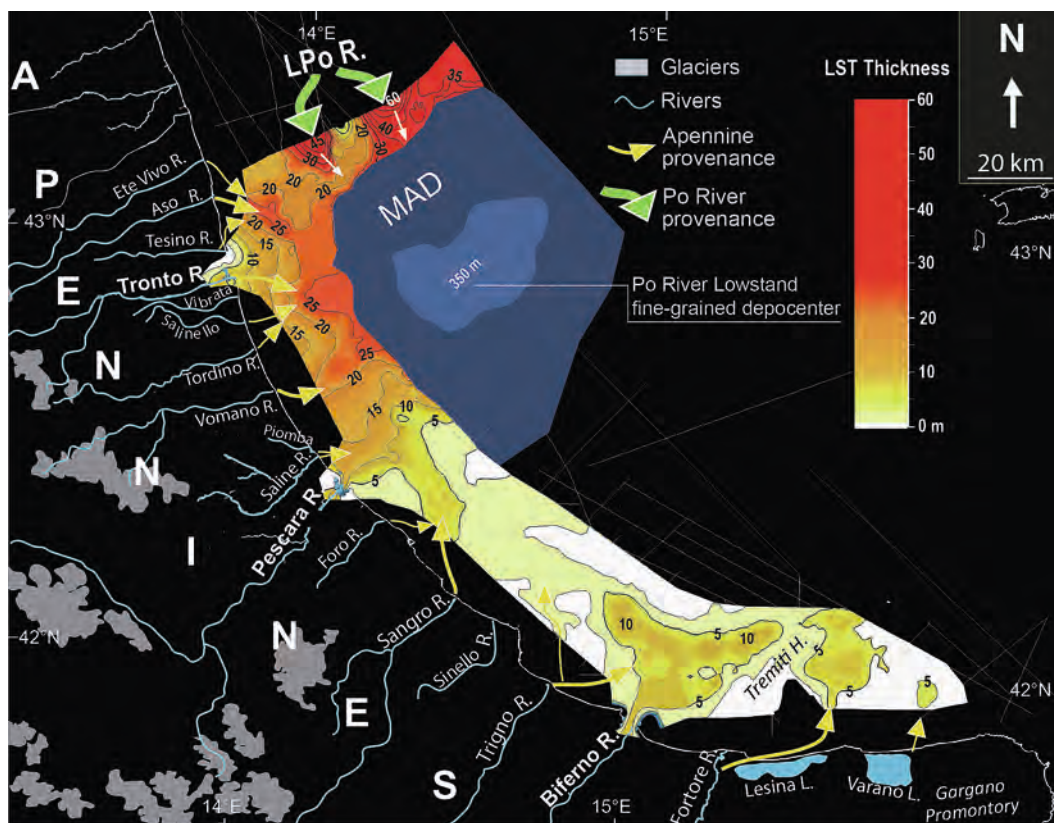 14°E
15°E
N
20 km
LPo R.
Glaciers
Rivers
Apennine
provenance
Po River
provenance
LST Thickness
60
50
40
30
20
10
0 m
A
P
E
N
N
I
N
E
S
43°N
43°N
42°N
42°N
14°E
15°E
MAD
350 m
Po River Lowstand
fine-grained depocenter
Ete Vivo R.
Aso R.
Tesino R.
Tronto R.
Vibrata
Salinello
Tordino R.
Vomano R.
Piomba
Saline R.
Pescara R.
Foro R.
Sangro R.
Sinello R.
Trigno R.
Biferno R.
Fortore R.
Tremiti H.
Lesina L.
Varano L.
Gargano
Promontory
35
60
40
30
20
45
30
20
20
20
25
20
15
10
25
20
15
25
20
15
10
5
5
10
5
10
5
5
5
5